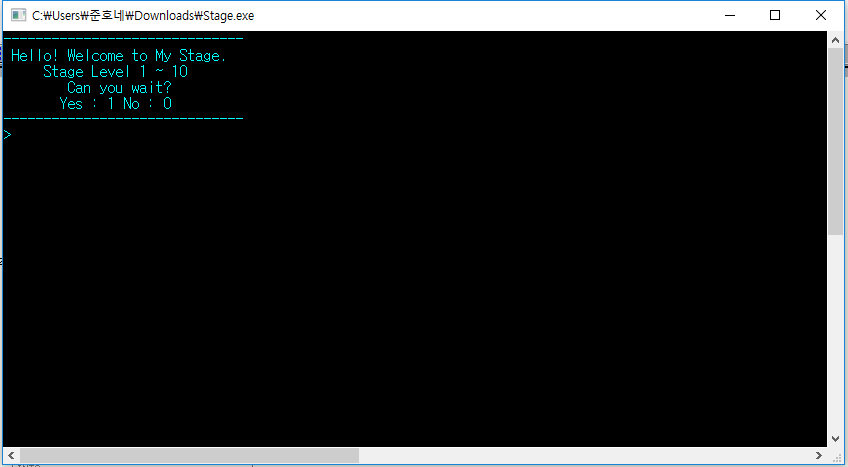 C:₩Users₩준호네₩Downloads₩Stage.exe
------------------------------
Hello! Welcome to My Stage.
Stage Level 1 ~ 10
Can you wait?
Yes : 1 No : 0
------------------------------
>